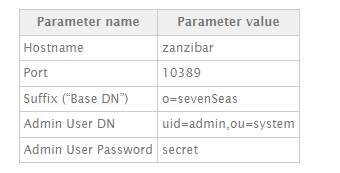 Parameter name Parameter value
Hostname zanzibar
Port 10389
Suffix (“Base DN”) o=sevenSeas
Admin User DN uid=admin,ou=system
Admin User Password secret